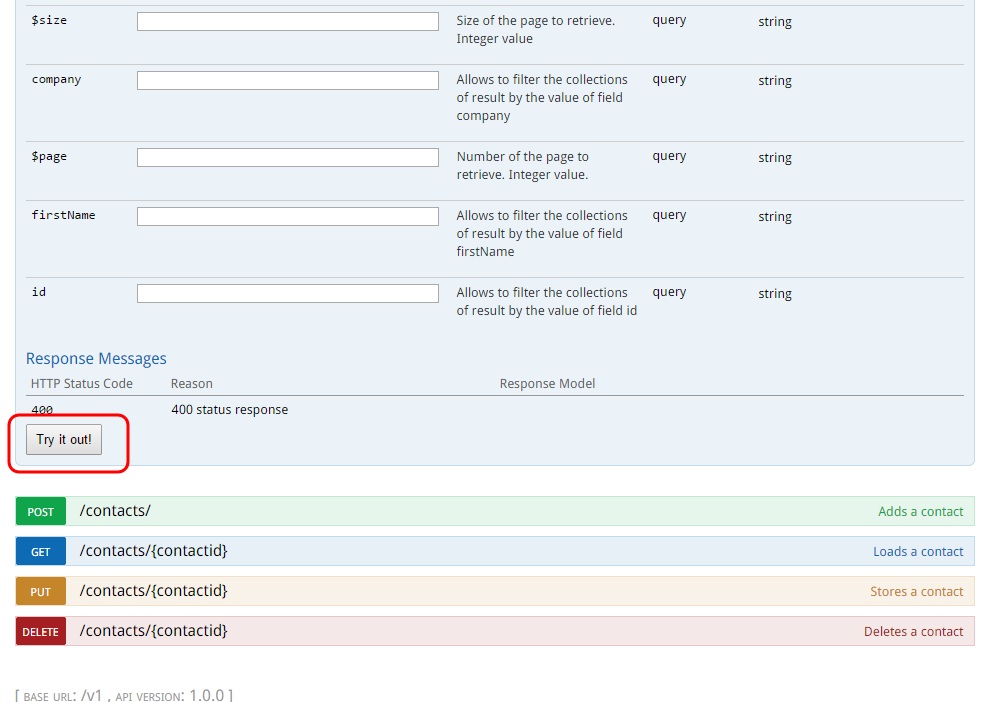 $size Size of the page to retrieve. query string
Integer value
company Allows to filter the collections query string
of result by the value of field
company
$page Number of the page to query string
retrieve. Integer value.
firstName Allows to filter the collections query string
of result by the value of field
firstName
id Allows to filter the collections query string
of result by the value of field id
Response Messages
HTTP Status Code Reason Response Model
400 400 status response
Try it out!
POST /contacts/ Adds a contact
GET /contacts/{contactid} Loads a contact
PUT /contacts/{contactid} Stores a contact
DELETE /contacts/{contactid} Deletes a contact
[ BASE URL: /v1 , API VERSION: 1.0.0 ]